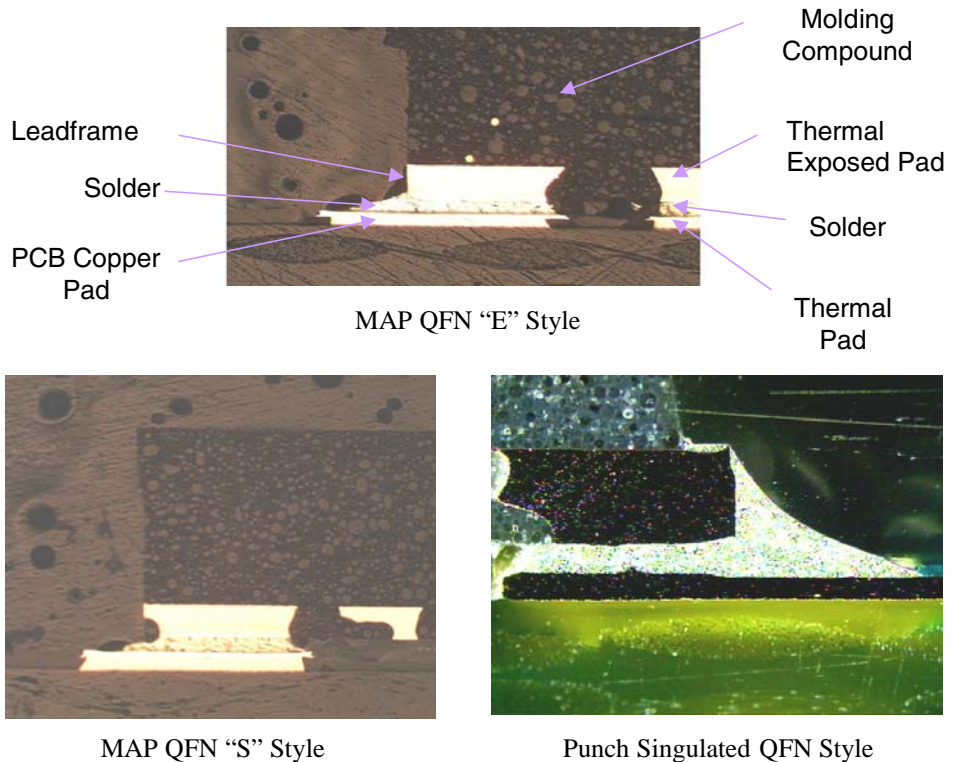 Molding
Compound
Leadframe
Thermal
Exposed Pad
Solder
Solder
PCB Copper
Pad
Thermal
Pad
MAP QFN “E” Style
MAP QFN “S” Style
Punch Singulated QFN Style